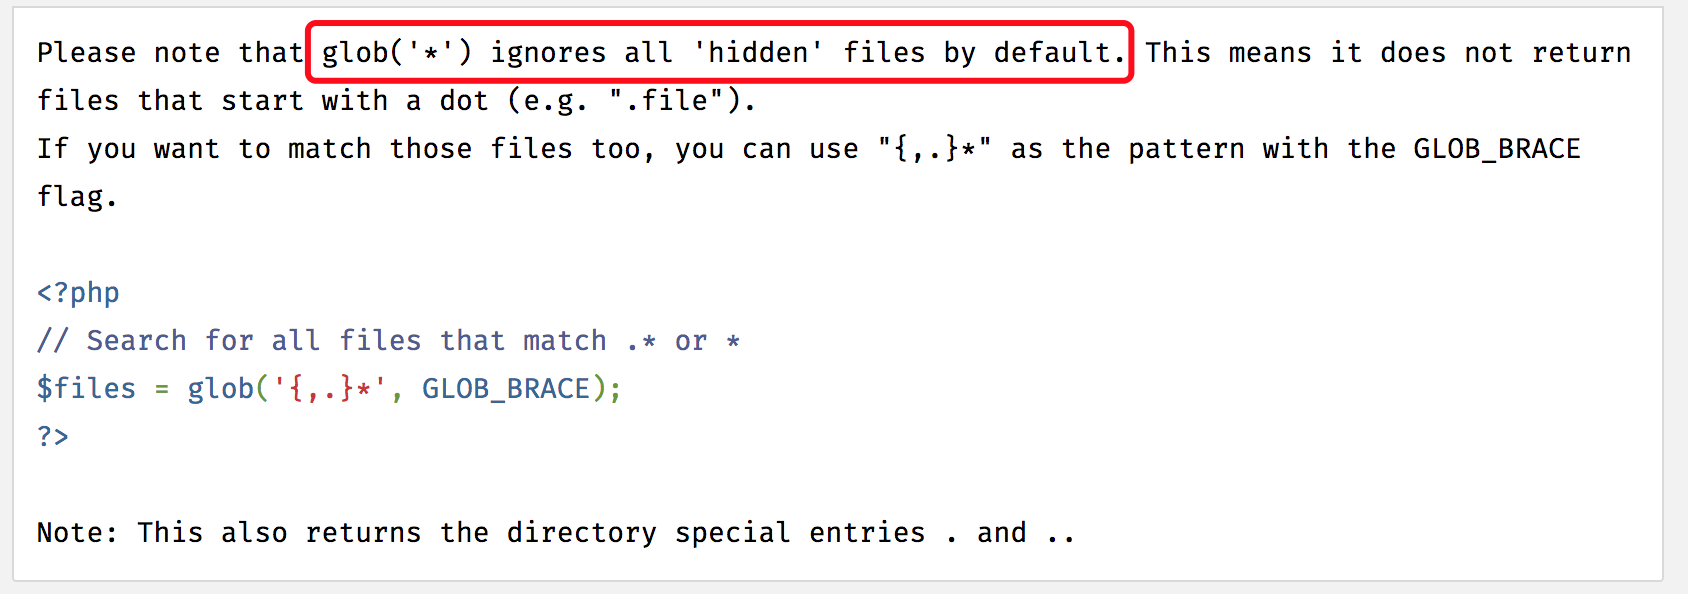 Please note that glob('*') ignores all 'hidden' files by default. This means it does not return
files that start with a dot (e.g. ".file").
If you want to match those files too, you can use "{,.}*" as the pattern with the GLOB_BRACE
flag.
<?php
// Search for all files that match .* or *
$files = glob('{,.}*', GLOB_BRACE);
?>
Note: This also returns the directory special entries . and ..